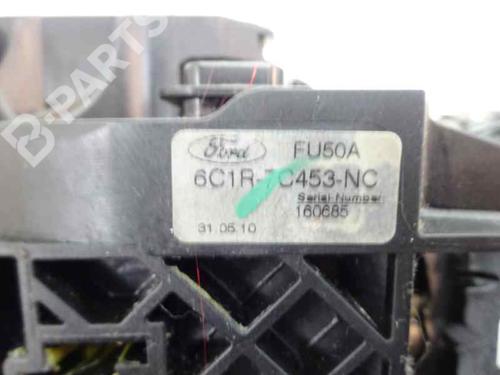 B-PARTS
Ford
FU50A
6C1R-7C453-NC
Serial-Number
160685
31.05.10